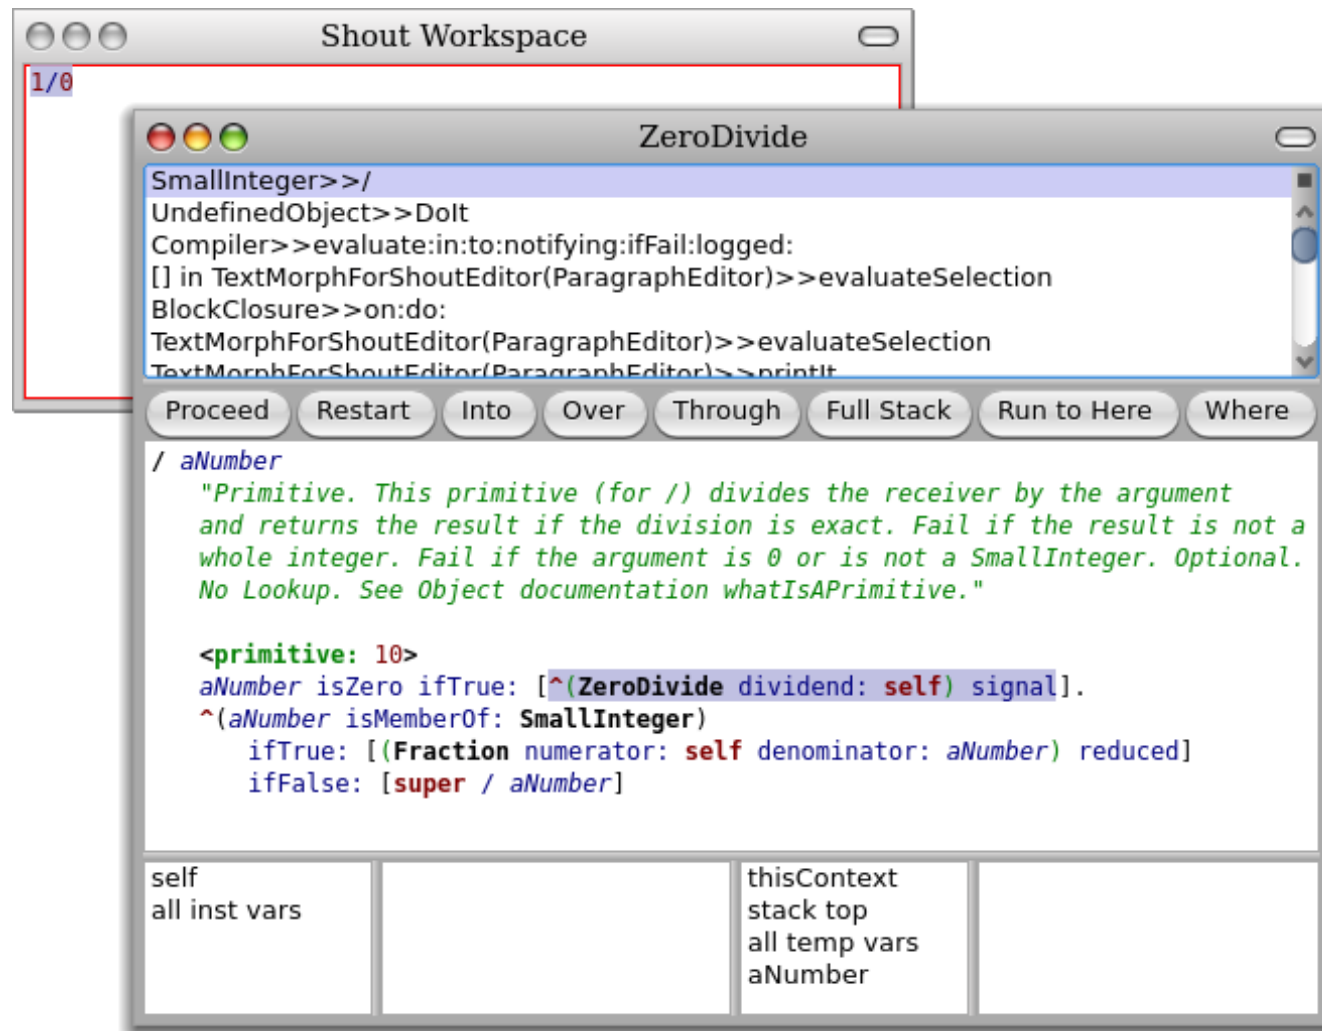 Shout Workspace
1/0
ZeroDivide
SmallInteger>>/
UndefinedObject>>DoIt
Compiler>>evaluate:in:to:notifying:ifFail:logged:
[] in TextMorphForShoutEditor(ParagraphEditor)>>evaluateSelection
BlockClosure>>on:do:
TextMorphForShoutEditor(ParagraphEditor)>>evaluateSelection
TextMorphForShoutEditor(ParagraphEditor)>>printIt
Proceed Restart Into Over Through Full Stack Run to Here Where
/ aNumber
"Primitive. This primitive (for /) divides the receiver by the argument
and returns the result if the division is exact. Fail if the result is not a
whole integer. Fail if the argument is 0 or is not a SmallInteger. Optional.
No Lookup. See Object documentation whatIsAPrimitive."
<primitive: 10>
aNumber isZero ifTrue: [^(ZeroDivide dividend: self) signal].
^(aNumber isMemberOf: SmallInteger)
ifTrue: [(Fraction numerator: self denominator: aNumber) reduced]
ifFalse: [super / aNumber]
self
all inst vars
thisContext
stack top
all temp vars
aNumber